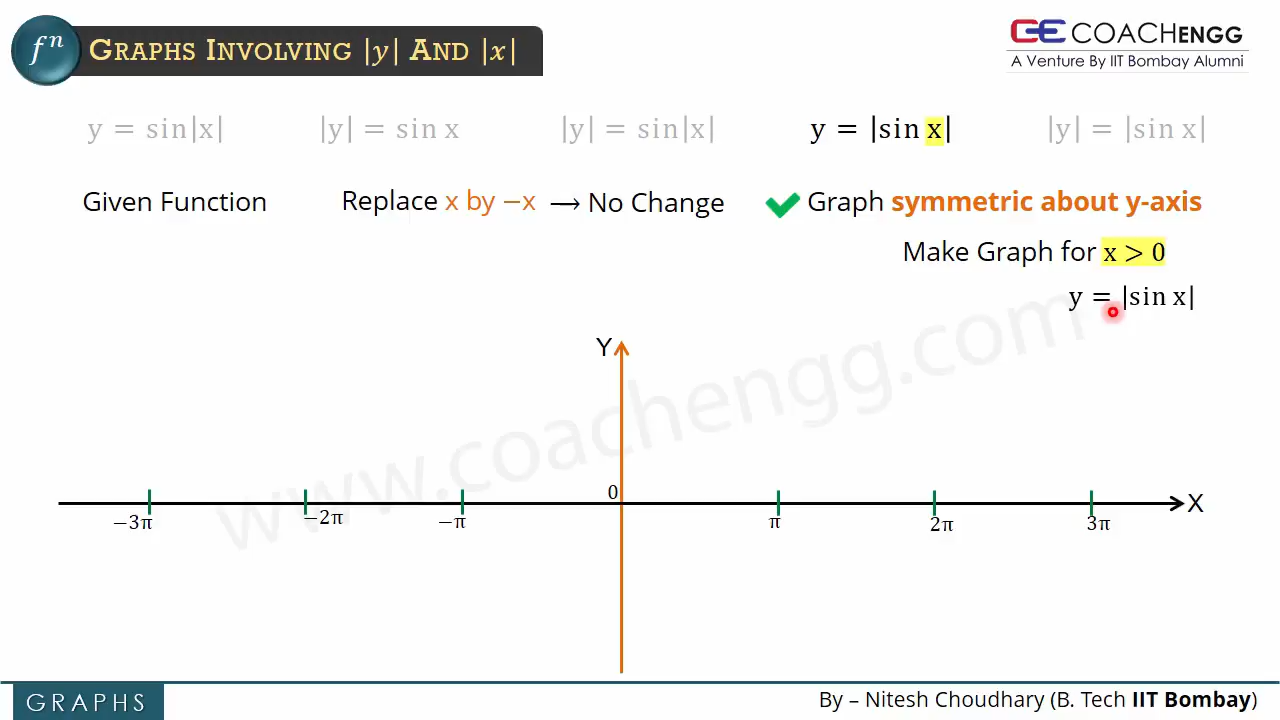 fⁿ GRAPHS INVOLVING |y| AND |x|
CE COACHENGG
A Venture By IIT Bombay Alumni
y = sin|x| |y| = sin x |y| = sin|x| y = |sin x| |y| = |sin x|
Given Function Replace x by −x → No Change ✔ Graph symmetric about y-axis
Make Graph for x > 0
y = |sin x|
www.coachengg.com
Y
0
X
−3π −2π −π π 2π 3π
GRAPHS
By – Nitesh Choudhary (B. Tech IIT Bombay)